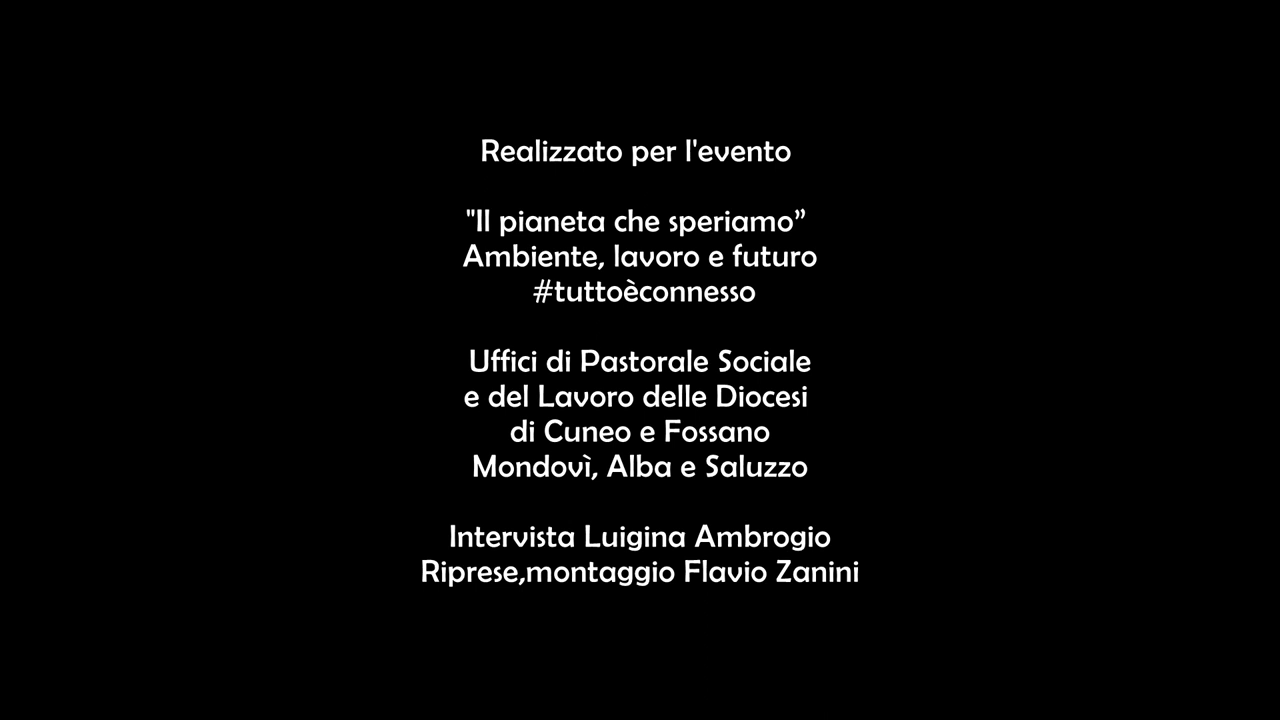 Realizzato per l'evento
"Il pianeta che speriamo”
Ambiente, lavoro e futuro
#tuttoèconnesso
Uffici di Pastorale Sociale
e del Lavoro delle Diocesi
di Cuneo e Fossano
Mondovì, Alba e Saluzzo
Intervista Luigina Ambrogio
Riprese,montaggio Flavio Zanini